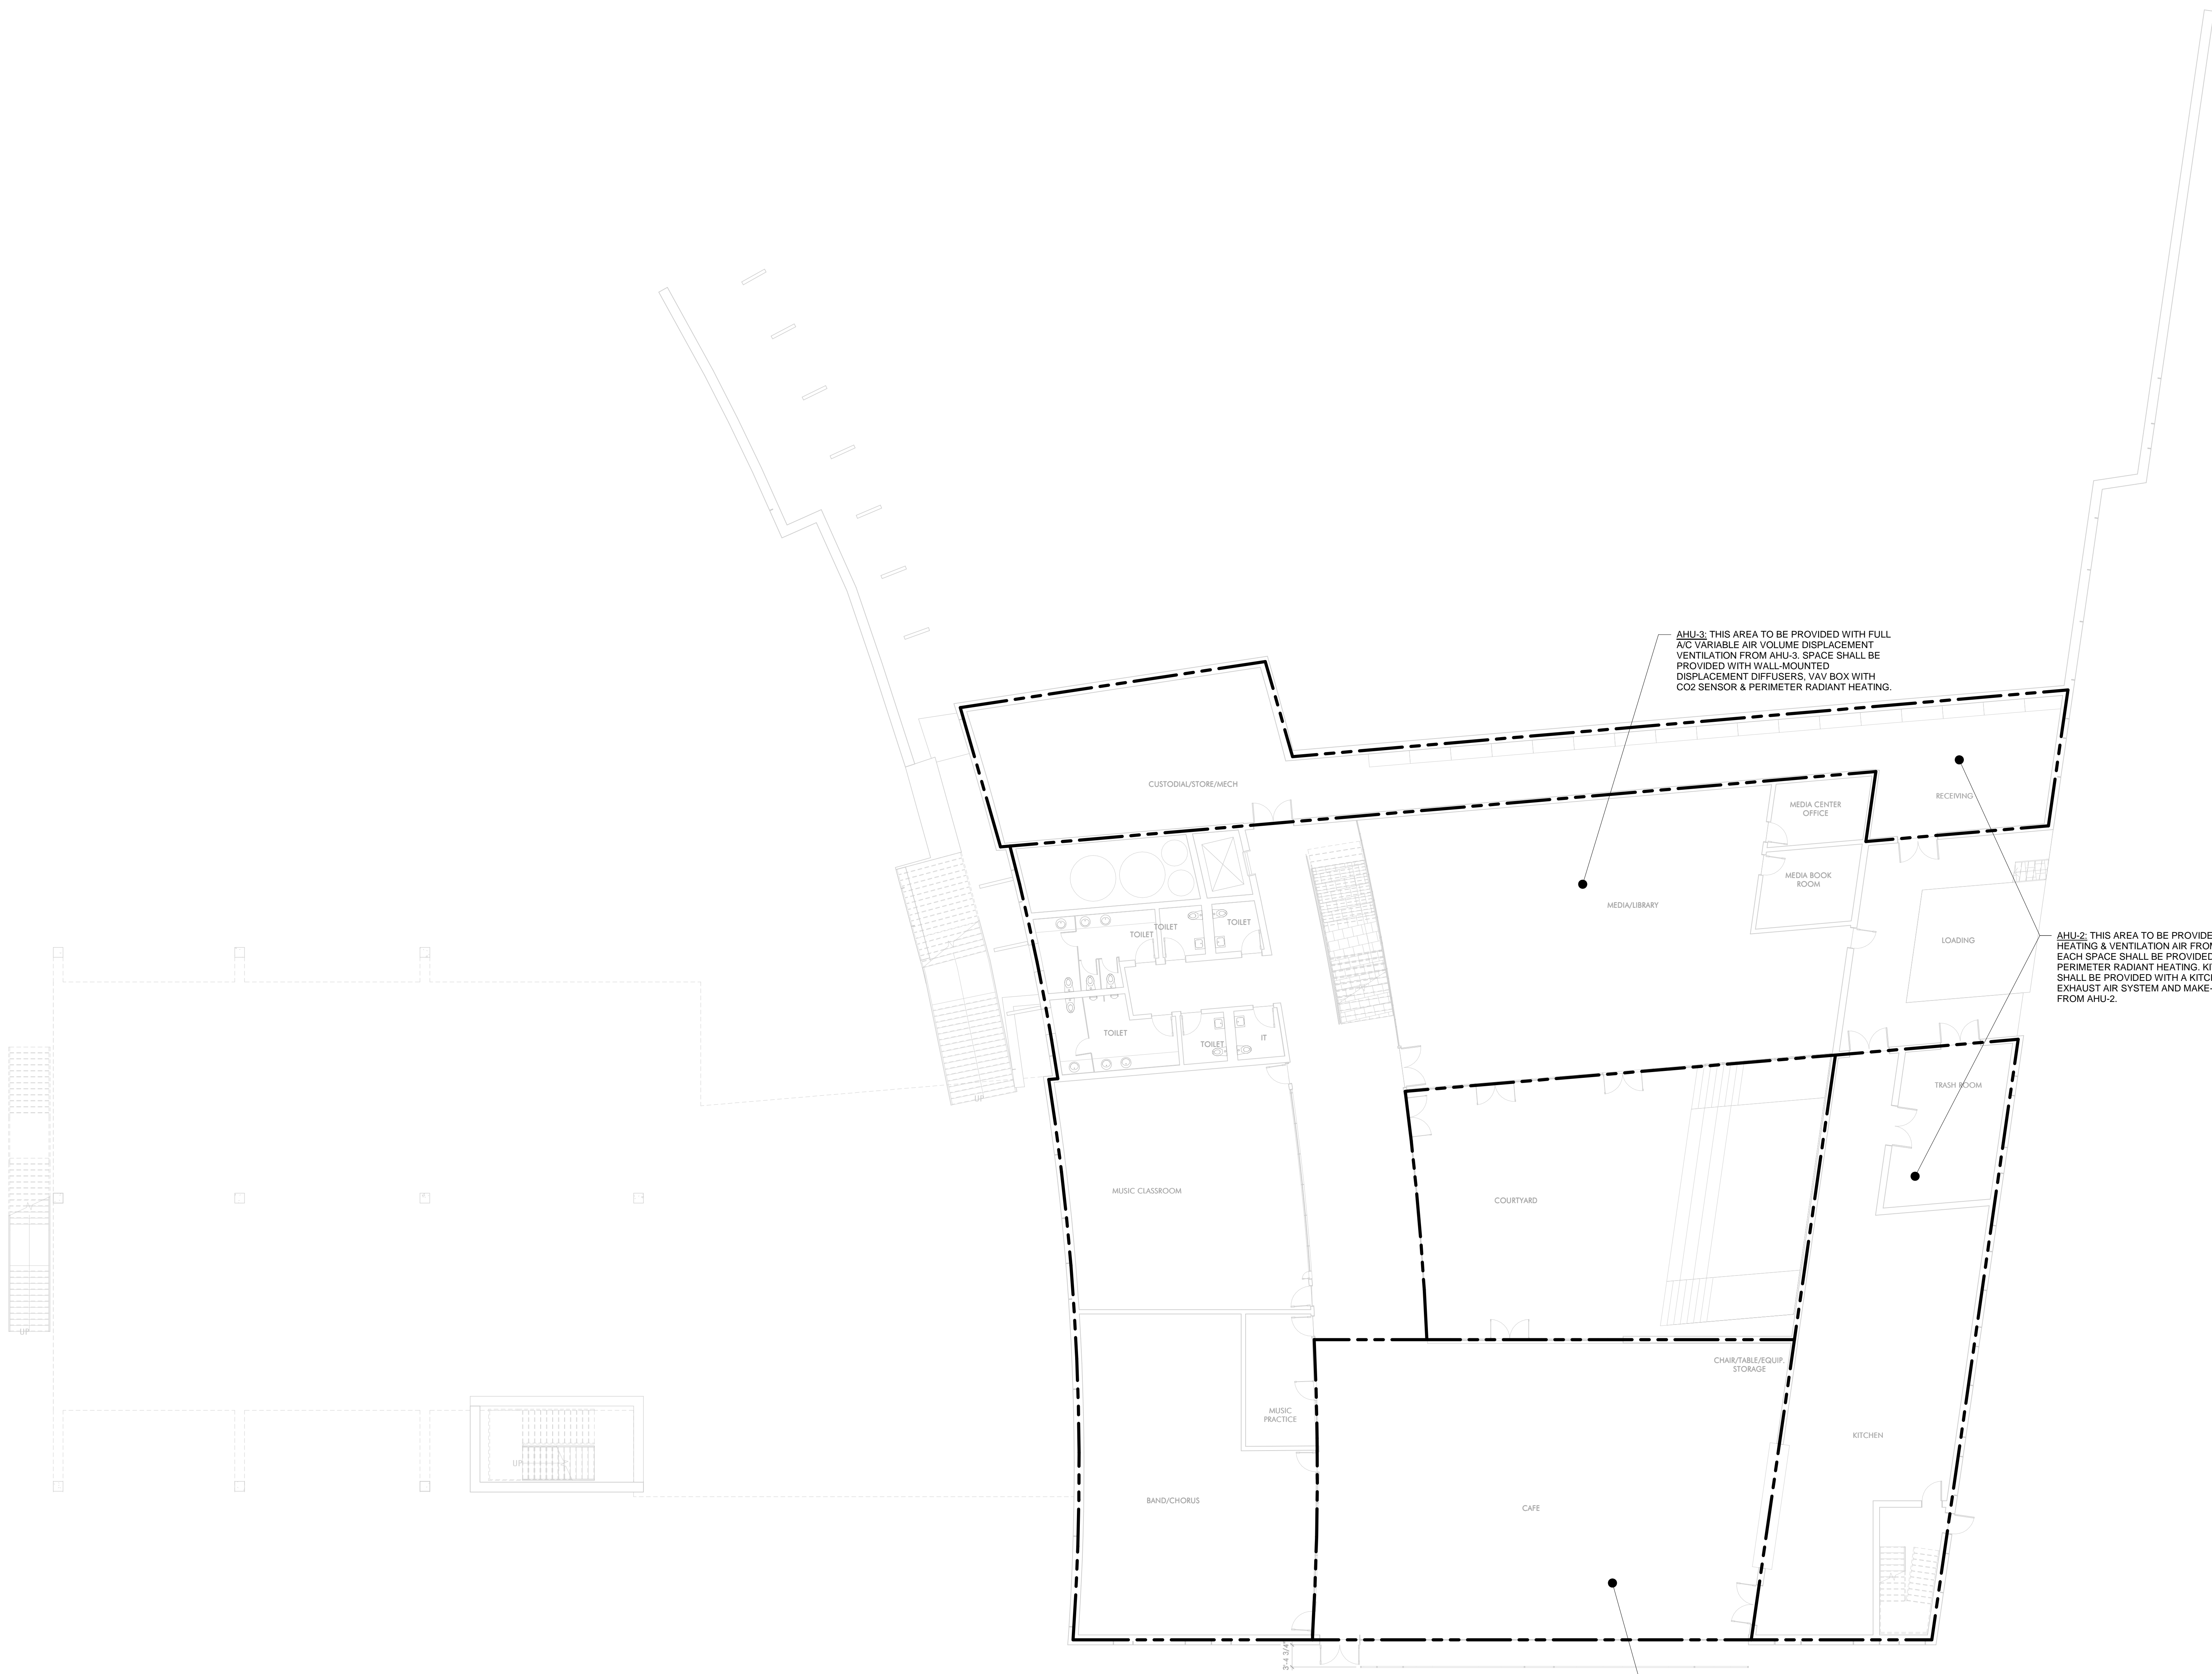 AHU-3: THIS AREA TO BE PROVIDED WITH FULL
A/C VARIABLE AIR VOLUME DISPLACEMENT
VENTILATION FROM AHU-3. SPACE SHALL BE
PROVIDED WITH WALL-MOUNTED
DISPLACEMENT DIFFUSERS, VAV BOX WITH
CO2 SENSOR & PERIMETER RADIANT HEATING.
CUSTODIAL/STORE/MECH
RECEIVING
MEDIA CENTER
OFFICE
MEDIA BOOK
ROOM
MEDIA/LIBRARY
TOILET
TOILET
TOILET
LOADING
AHU-2: THIS AREA TO BE PROVIDE
HEATING & VENTILATION AIR FROM
EACH SPACE SHALL BE PROVIDED
PERIMETER RADIANT HEATING. KI
SHALL BE PROVIDED WITH A KITC
EXHAUST AIR SYSTEM AND MAKE-
FROM AHU-2.
TOILET
TOILET
IT
TRASH ROOM
UP
MUSIC CLASSROOM
COURTYARD
UP
CHAIR/TABLE/EQUIP.
STORAGE
MUSIC
PRACTICE
KITCHEN
UP
BAND/CHORUS
CAFE
3'-4 3/4"